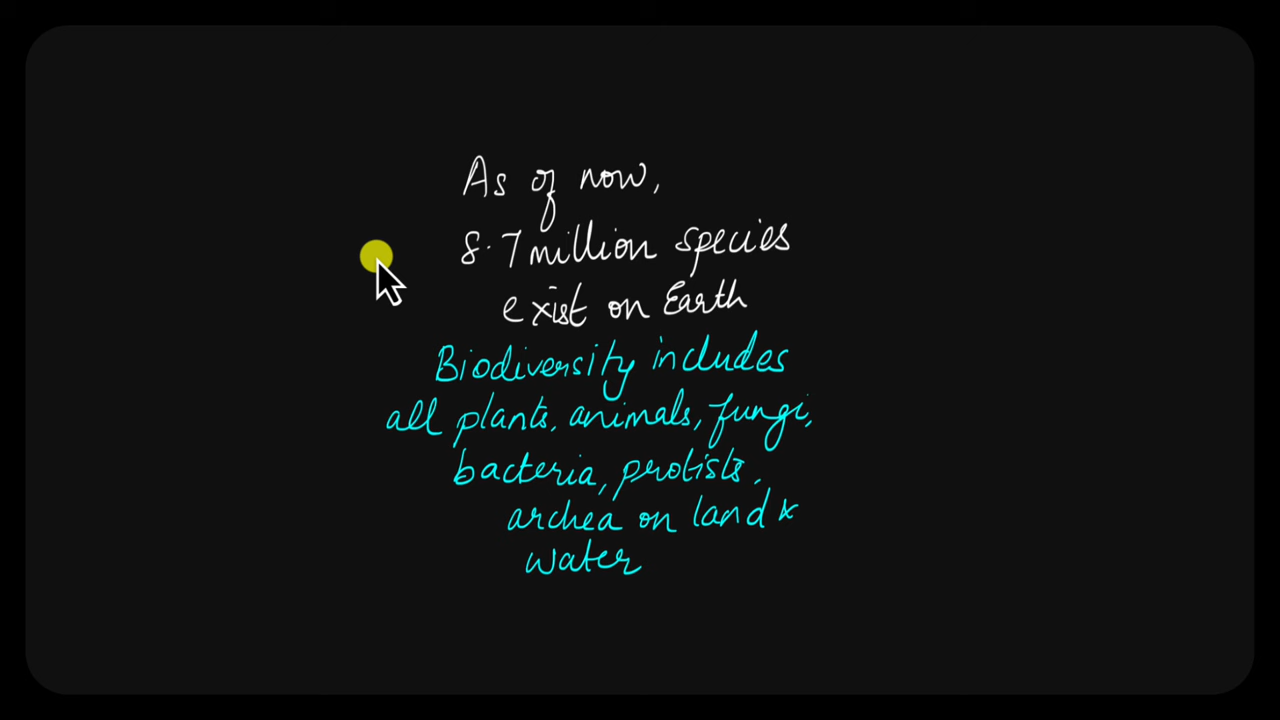 As of now,
8.7 million species
exist on Earth
Biodiversity includes
all plants, animals, fungi,
bacteria, protists,
archea on land &
water